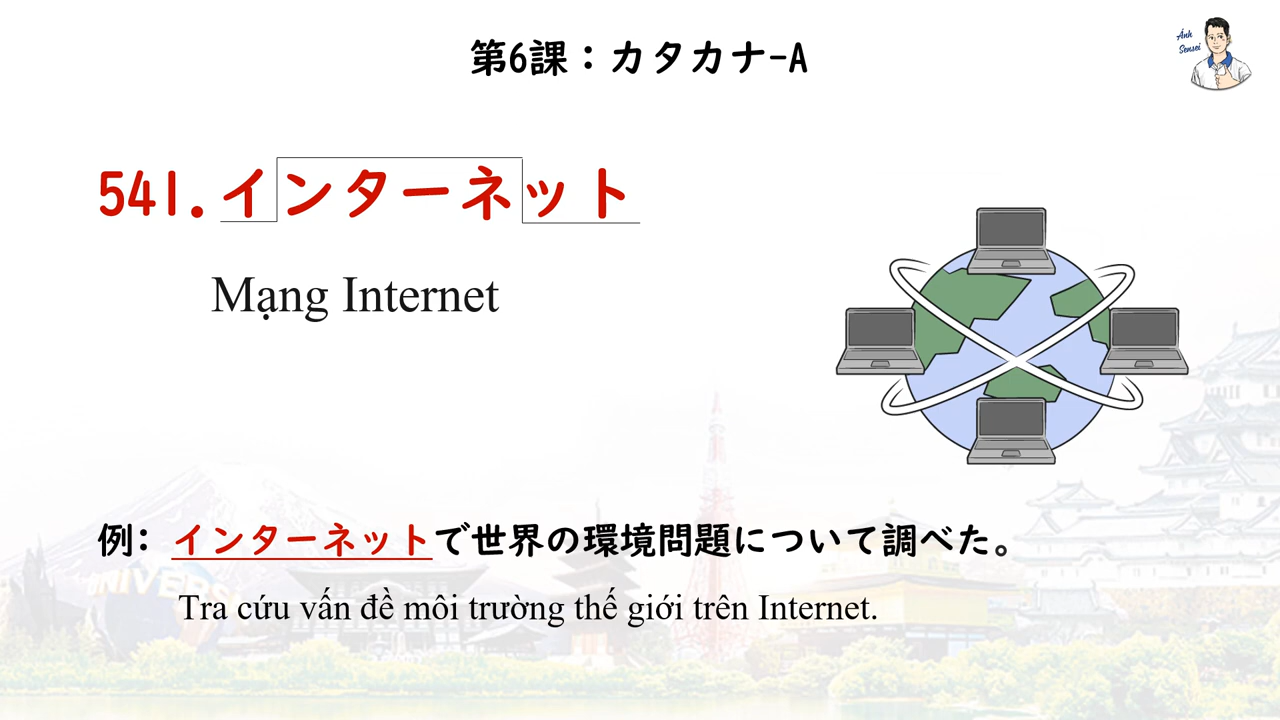 第6課：カタカナ-A
Anh
Sensei
541.インターネット
Mạng Internet
例：インターネットで世界の環境問題について調べた。
Tra cứu vấn đề môi trường thế giới trên Internet.
UNIVERS